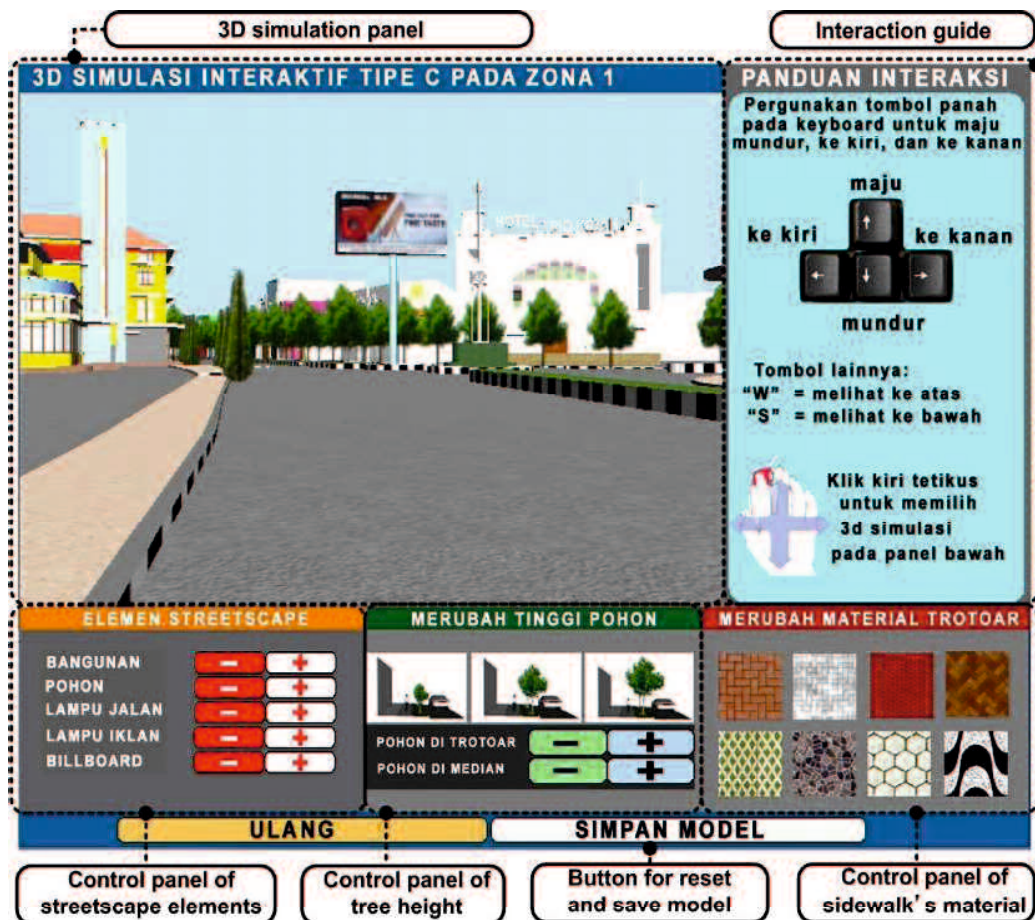 3D simulation panel
Interaction guide
3D SIMULASI INTERAKTIF TIPE C PADA ZONA 1
PANDUAN INTERAKSI
Pergunakan tombol panah
pada keyboard untuk maju
mundur, ke kiri, dan ke kanan
maju
ke kiri
ke kanan
mundur
Tombol lainnya:
“W” = melihat ke atas
“S” = melihat ke bawah
Klik kiri tetikus
untuk memilih
3d simulasi
pada panel bawah
HOTEL
FINE TASTE
ELEMEN STREETSCAPE
BANGUNAN
POHON
LAMPU JALAN
LAMPU IKLAN
BILLBOARD
MERUBAH TINGGI POHON
POHON DI TROTOAR
POHON DI MEDIAN
MERUBAH MATERIAL TROTOAR
ULANG
SIMPAN MODEL
Control panel of
streetscape elements
Control panel of
tree height
Button for reset
and save model
Control panel of
sidewalk's material